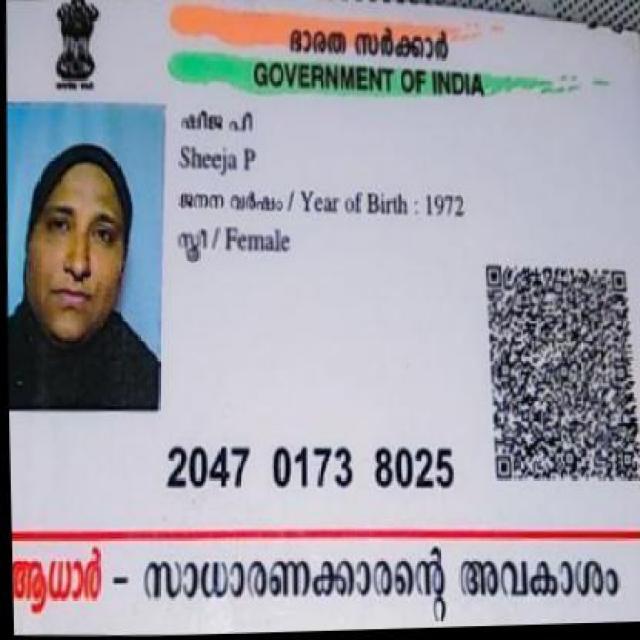 ഭാരത സർക്കാർ
GOVERNMENT OF INDIA
ഷീജ പി
Sheeja P
ജനന വർഷം / Year of Birth : 1972
സ്ത്രീ / Female
2047 0173 8025
ആധാർ - സാധാരണക്കാരന്റെ അവകാശം